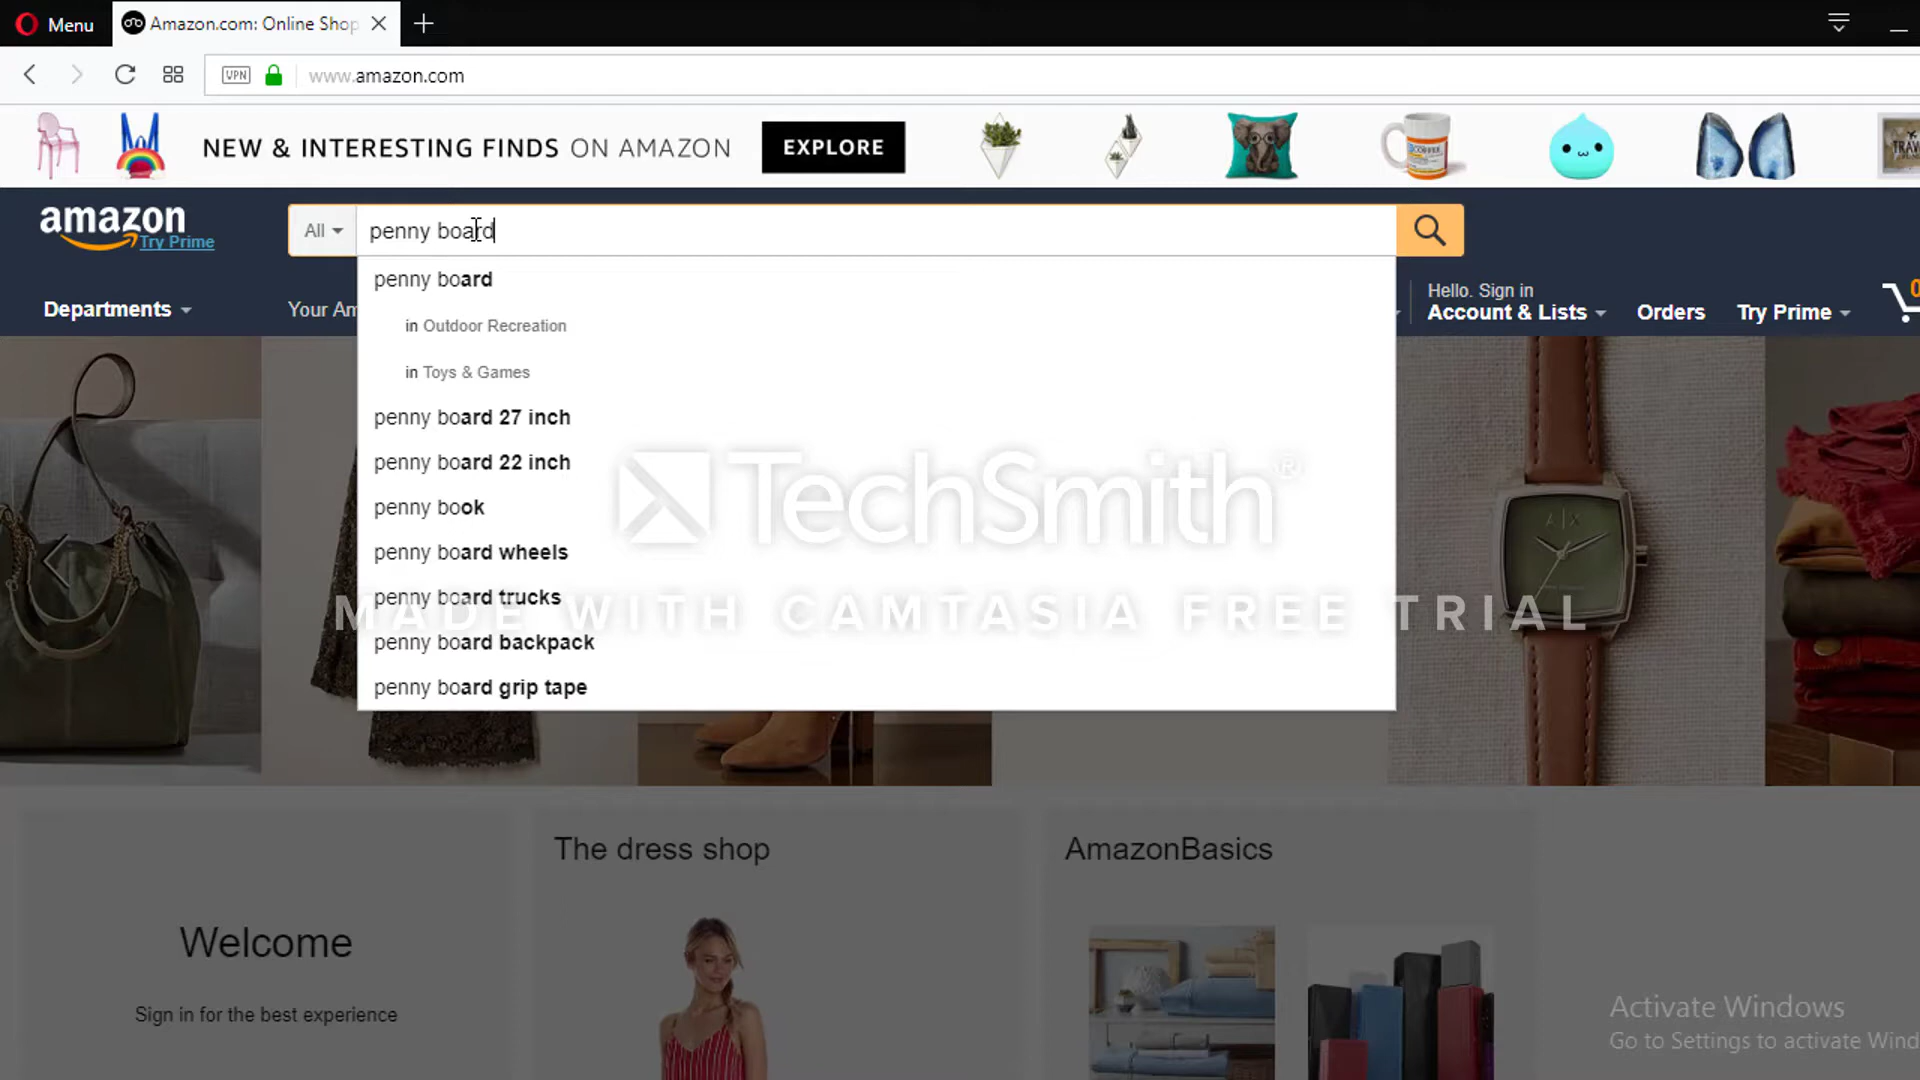 Menu
Amazon.com: Online Shop
VPN
www.amazon.com
NEW & INTERESTING FINDS ON AMAZON
EXPLORE
COFFEE
TRAV
amazon
Try Prime
All
penny board
Departments
Your Am
Hello. Sign in
Account & Lists
Orders
Try Prime
0
penny board
in Outdoor Recreation
in Toys & Games
penny board 27 inch
penny board 22 inch
penny book
penny board wheels
penny board trucks
penny board backpack
penny board grip tape
TechSmith®
MADE WITH CAMTASIA FREE TRIAL
A|X
Welcome
Sign in for the best experience
The dress shop
AmazonBasics
Activate Windows
Go to Settings to activate Wind